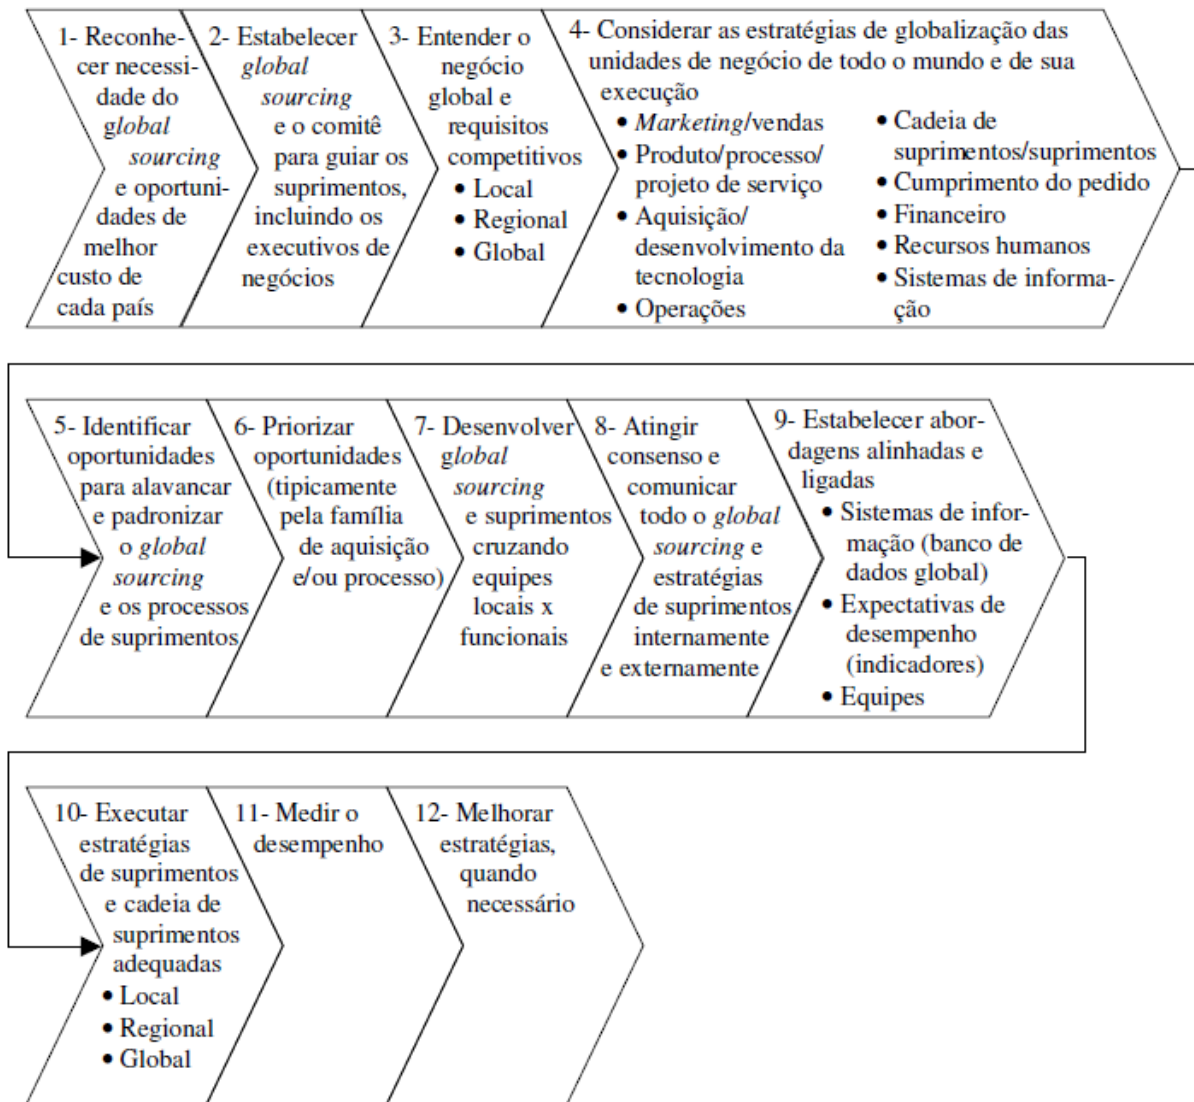 1- Reconhe-
cer necessi-
dade do
global
sourcing
e oportuni-
dades de
melhor
custo de
cada país
2- Estabelecer
global
sourcing
e o comitê
para guiar os
suprimentos,
incluindo os
executivos de
negócios
3- Entender o
negócio
global e
requisitos
competitivos
• Local
• Regional
• Global
4- Considerar as estratégias de globalização das
unidades de negócio de todo o mundo e de sua
execução
• Marketing/vendas
• Produto/processo/
projeto de serviço
• Aquisição/
desenvolvimento da
tecnologia
• Operações
• Cadeia de
suprimentos/suprimentos
• Cumprimento do pedido
• Financeiro
• Recursos humanos
• Sistemas de informa-
ção
5- Identificar
oportunidades
para alavancar
e padronizar
o global
sourcing
e os processos
de suprimentos
6- Priorizar
oportunidades
(tipicamente
pela família
de aquisição
e/ou processo)
7- Desenvolver
global
sourcing
e suprimentos
cruzando
equipes
locais x
funcionais
8- Atingir
consenso e
comunicar
todo o global
sourcing e
estratégias
de suprimentos
internamente
e externamente
9- Estabelecer abor-
dagens alinhadas e
ligadas
• Sistemas de infor-
mação (banco de
dados global)
• Expectativas de
desempenho
(indicadores)
• Equipes
10- Executar
estratégias
de suprimentos
e cadeia de
suprimentos
adequadas
• Local
• Regional
• Global
11- Medir o
desempenho
12- Melhorar
estratégias,
quando
necessário